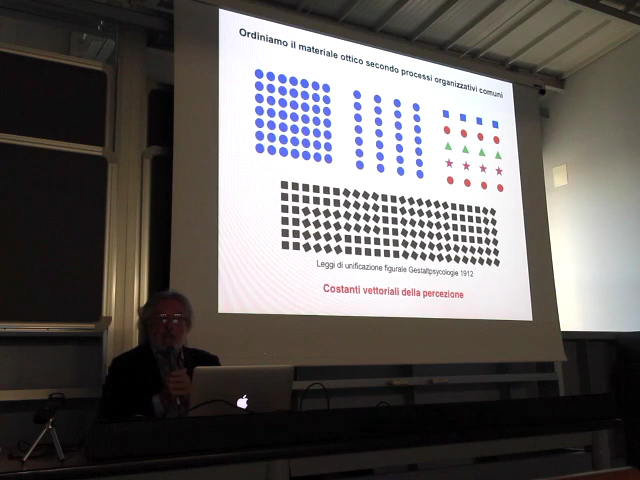 Ordiniamo il materiale ottico secondo processi organizzativi comuni
Leggi di unificazione figurale Gestaltpsycologie 1912
Costanti vettoriali della percezione